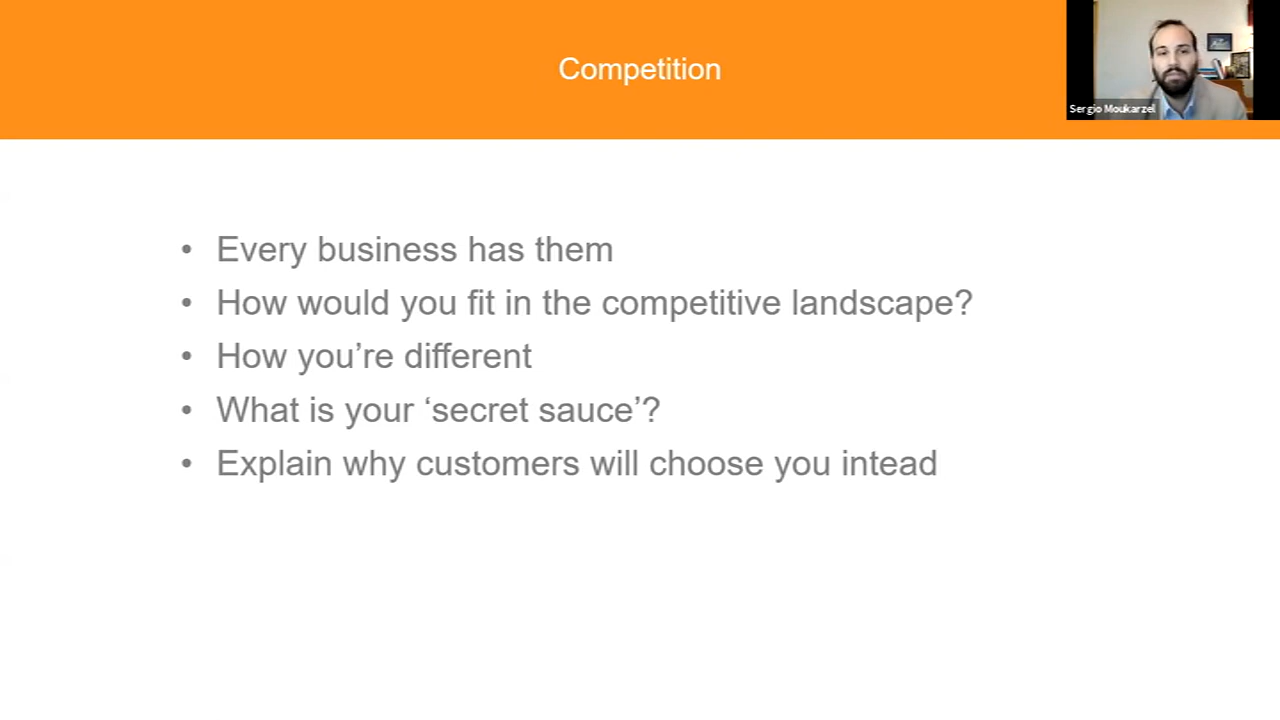 Competition
Sergio Moukarzel
• Every business has them
• How would you fit in the competitive landscape?
• How you’re different
• What is your ‘secret sauce’?
• Explain why customers will choose you intead